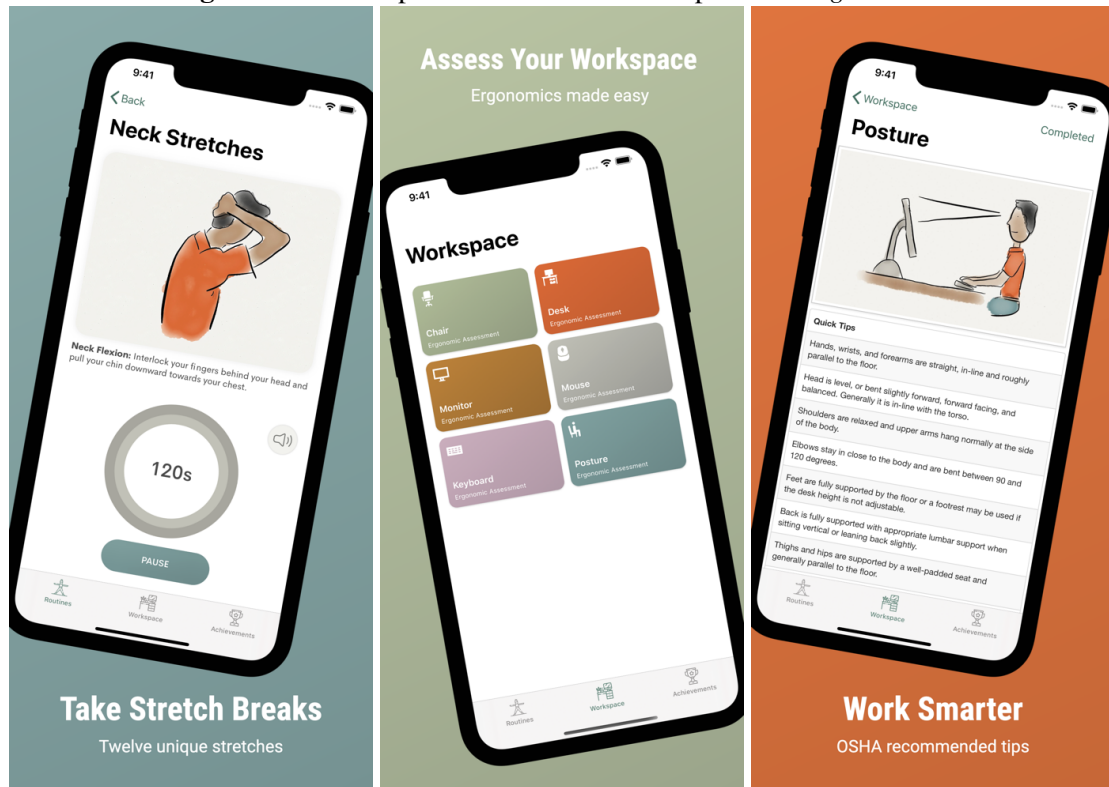 9:41
Back
Neck Stretches
Neck Flexion: Interlock your fingers behind your head and
pull your chin downward towards your chest.
120s
PAUSE
Routines
Workspace
Achievements
Take Stretch Breaks
Twelve unique stretches
Assess Your Workspace
Ergonomics made easy
9:41
Workspace
Chair
Ergonomic Assessment
Desk
Ergonomic Assessment
Monitor
Ergonomic Assessment
Mouse
Ergonomic Assessment
Keyboard
Ergonomic Assessment
Posture
Ergonomic Assessment
Routines
Workspace
Achievements
9:41
Workspace
Completed
Posture
Quick Tips
Hands, wrists, and forearms are straight, in-line and roughly
parallel to the floor.
Head is level, or bent slightly forward, forward facing, and
balanced. Generally it is in-line with the torso.
Shoulders are relaxed and upper arms hang normally at the side
of the body.
Elbows stay in close to the body and are bent between 90 and
120 degrees.
Feet are fully supported by the floor or a footrest may be used if
the desk height is not adjustable.
Back is fully supported with appropriate lumbar support when
sitting vertical or leaning back slightly.
Thighs and hips are supported by a well-padded seat and
generally parallel to the floor.
Routines
Workspace
Achievements
Work Smarter
OSHA recommended tips